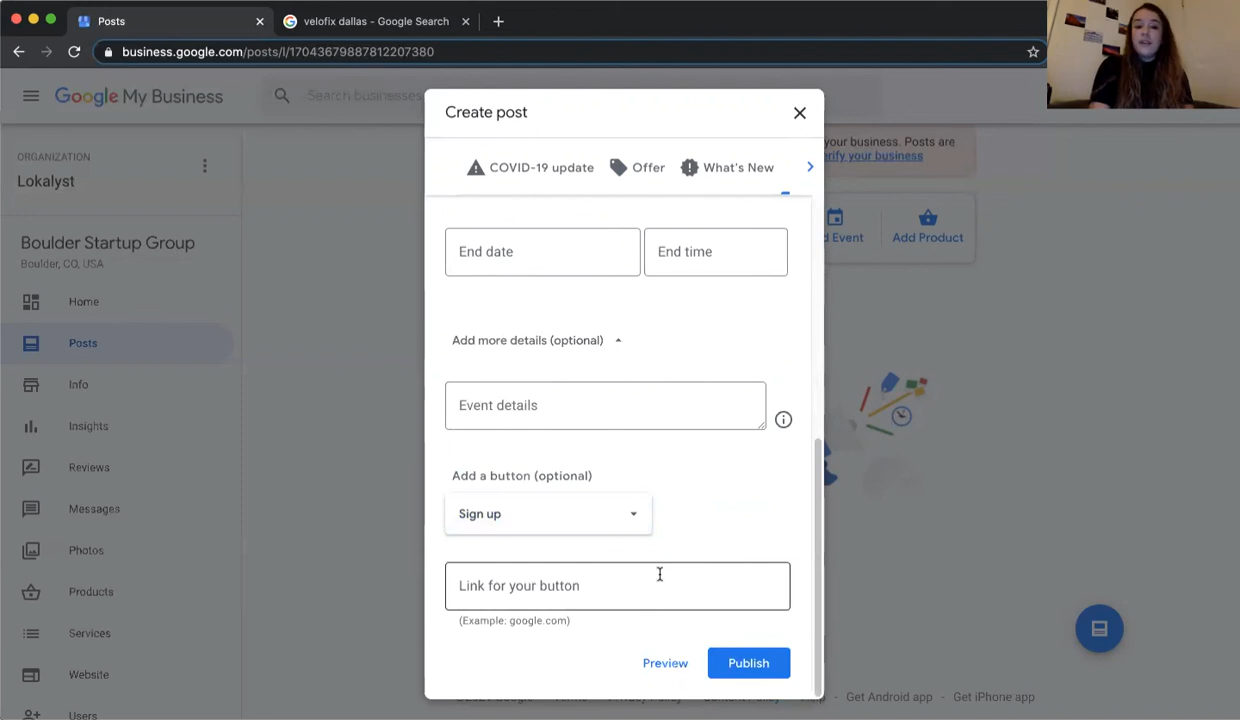 Posts
velofix dallas - Google Search
business.google.com/posts/l/17043679887812207380
Google My Business
Search businesses
Create post
ORGANIZATION
Lokalyst
COVID-19 update
Offer
What's New
your business. Posts are
erify your business
Boulder Startup Group
Boulder, CO, USA
d Event
Add Product
End date
End time
Home
Posts
Add more details (optional)
Info
Event details
Insights
Reviews
Add a button (optional)
Messages
Sign up
Photos
Products
Link for your button
(Example: google.com)
Services
Preview
Publish
Website
Help
Get Android app
Get iPhone app
Users